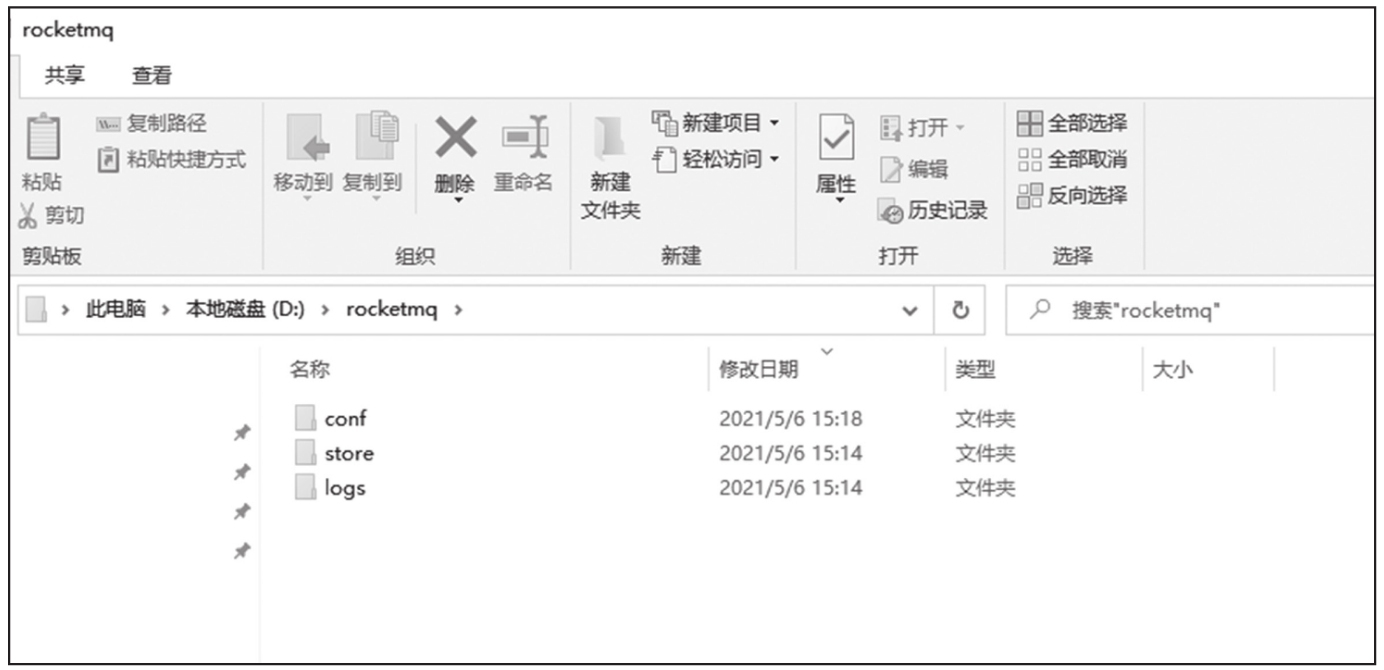 rocketmq
共享 查看
粘贴 剪切 复制路径 粘贴快捷方式
剪贴板
移动到 复制到 删除 重命名
组织
新建文件夹 新建项目 轻松访问
新建
属性 打开 编辑 历史记录
打开
全部选择 全部取消 反向选择
选择
此电脑 本地磁盘 (D:) rocketmq
搜索"rocketmq"
名称 修改日期 类型 大小
conf 2021/5/6 15:18 文件夹
store 2021/5/6 15:14 文件夹
logs 2021/5/6 15:14 文件夹